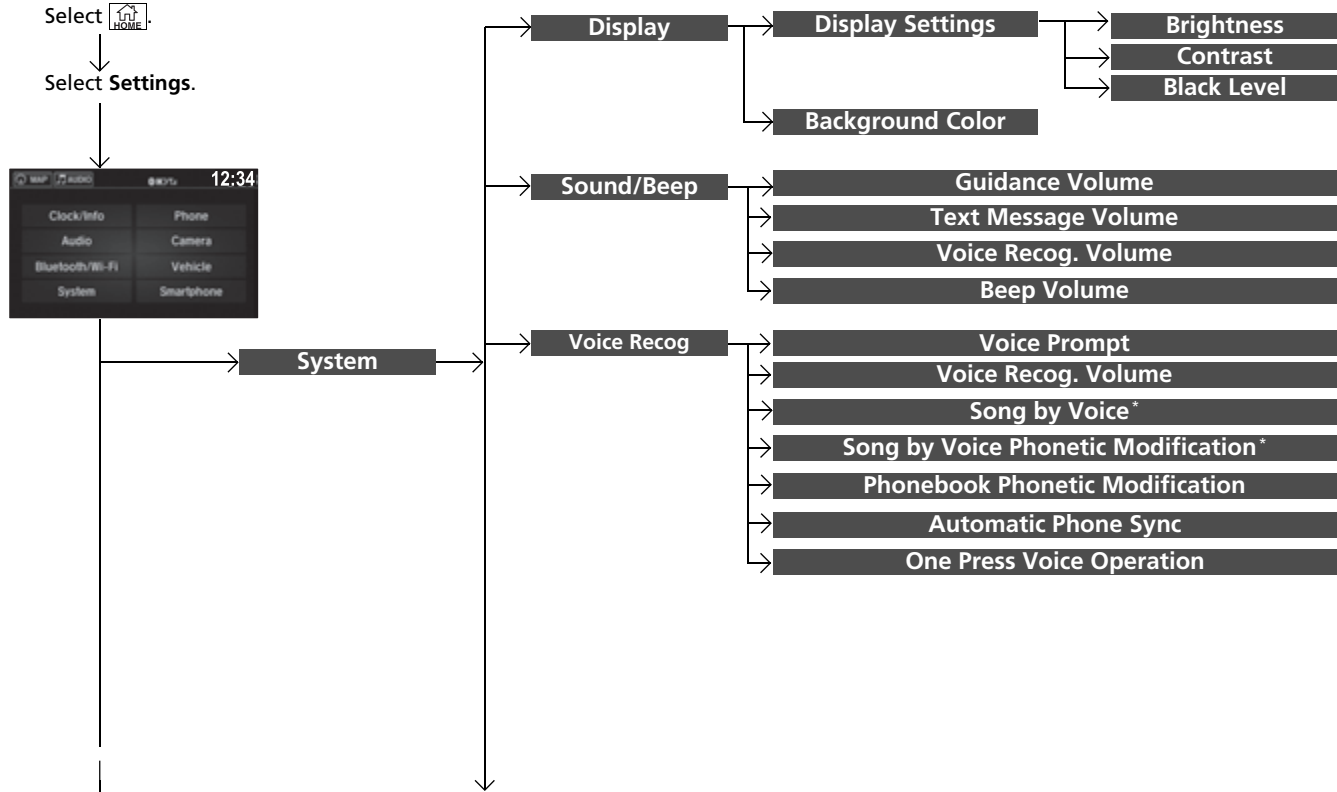 Select HOME.
Select Settings.
MAP AUDIO 12:34
Clock/Info Phone
Audio Camera
Bluetooth/Wi-Fi Vehicle
System Smartphone
System
Display
Display Settings
Brightness
Contrast
Black Level
Background Color
Sound/Beep
Guidance Volume
Text Message Volume
Voice Recog. Volume
Beep Volume
Voice Recog
Voice Prompt
Voice Recog. Volume
Song by Voice*
Song by Voice Phonetic Modification*
Phonebook Phonetic Modification
Automatic Phone Sync
One Press Voice Operation